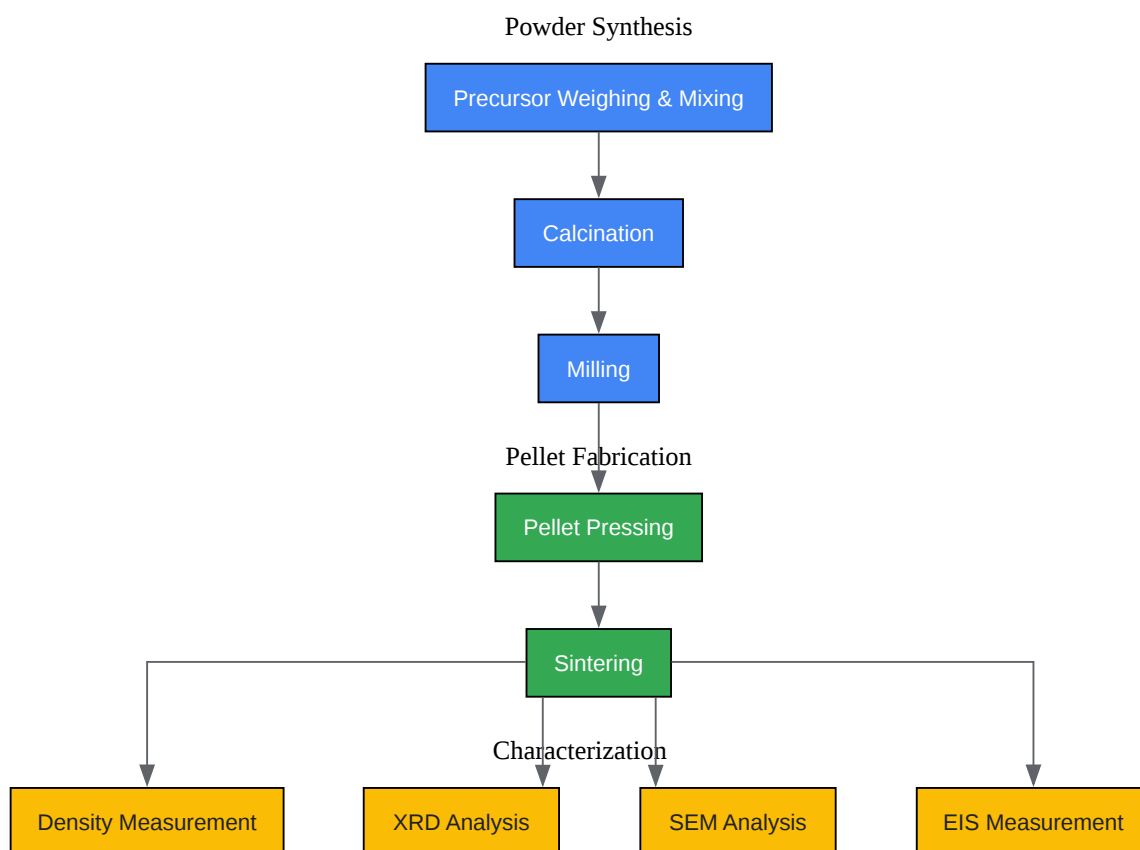 Powder Synthesis
Precursor Weighing & Mixing
Calcination
Milling
Pellet Fabrication
Pellet Pressing
Sintering
Characterization
Density Measurement
XRD Analysis
SEM Analysis
EIS Measurement